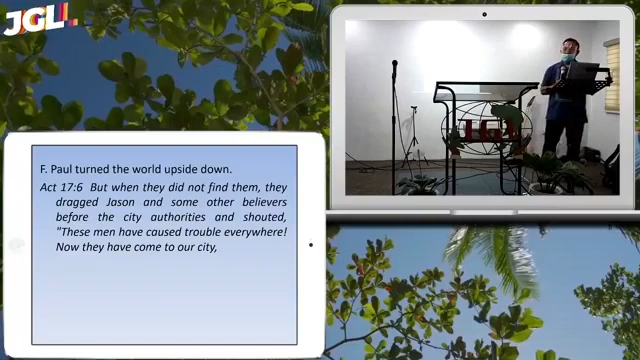 JGL
F. Paul turned the world upside down.
Act 17:6 But when they did not find them, they
dragged Jason and some other believers
before the city authorities and shouted,
"These men have caused trouble everywhere!
Now they have come to our city,
JGL